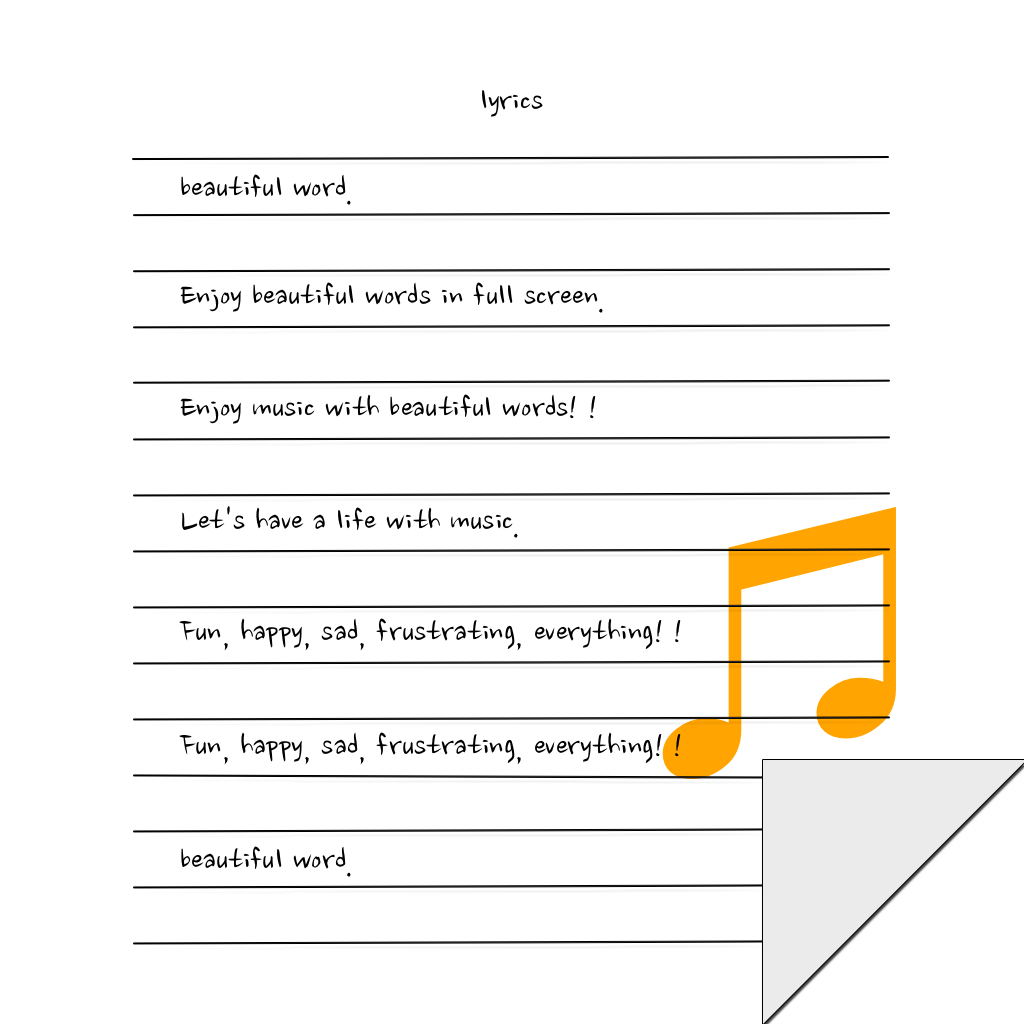 lyrics
beautiful word.
Enjoy beautiful words in full screen.
Enjoy music with beautiful words! !
Let's have a life with music.
Fun, happy, sad, frustrating, everything! !
Fun, happy, sad, frustrating, everything! !
beautiful word.